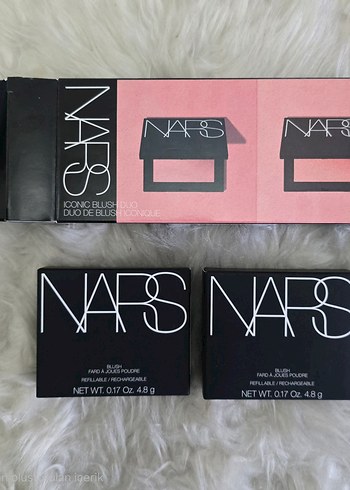 NARS
ICONIC BLUSH DUO
DUO DE BLUSH ICONIQUE
NARS
NARS
NARS
BLUSH
FARD À JOUES POUDRE
REFILLABLE / RECHARGEABLE
NET WT. 0.17 Oz. 4.8 g
NARS
BLUSH
FARD À JOUES POUDRE
REFILLABLE / RECHARGEABLE
NET WT. 0.17 Oz. 4.8 g